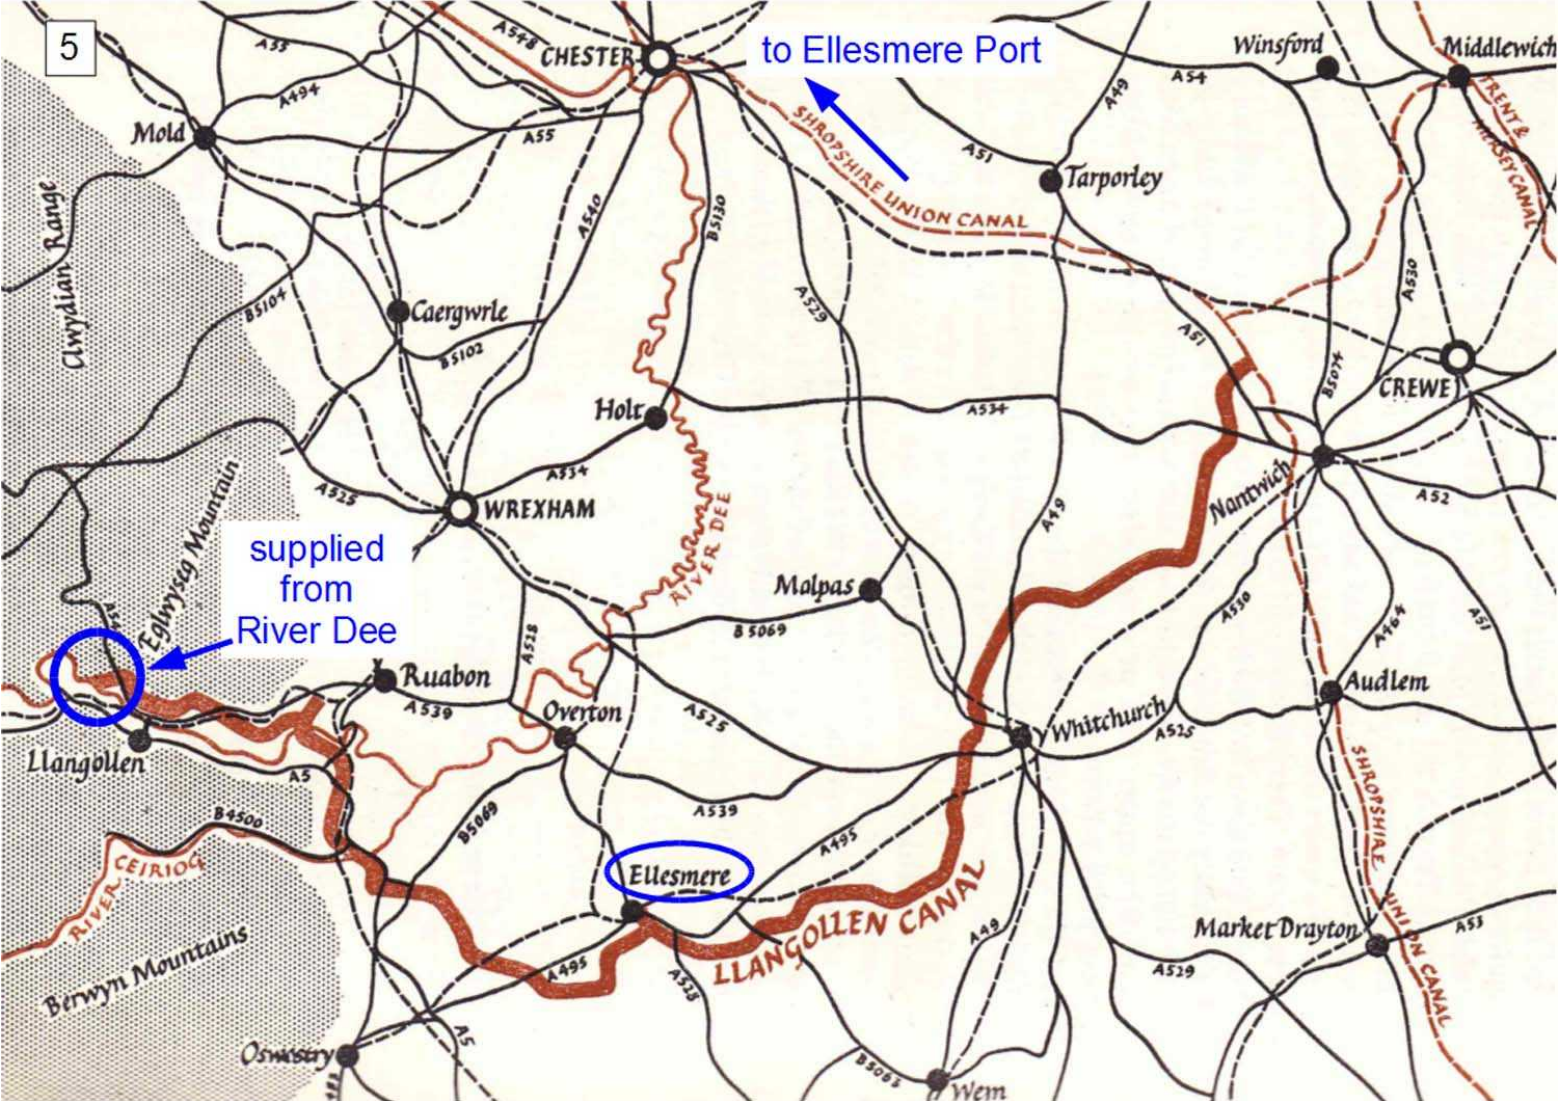 5
A548
CHESTER
to Ellesmere Port
Winsford
Middlewich
A55
A54
A49
A494
Mold
A55
SHROPSHIRE UNION CANAL
A51
Tarporley
TRENT &
MERSEY CANAL
Clwydian Range
A540
B5130
B5104
Caergwrle
B5102
A529
A530
A51
B5074
CREWE
Holt
A534
A534
A525
WREXHAM
RIVER DEE
A49
Nantwich
A52
Eglwyseg Mountain
supplied
from
River Dee
Malpas
B5069
A528
A530
A464
A51
Ruabon
A539
Overton
A525
Whitchurch
A525
Audlem
Llangollen
A5
B4500
B5069
A539
A495
RIVER CEIRIOG
Ellesmere
LLANGOLLEN CANAL
SHROPSHIRE UNION CANAL
Berwyn Mountains
A495
A528
A49
A529
Market Drayton
A53
Oswestry
A5
B5063
Wem